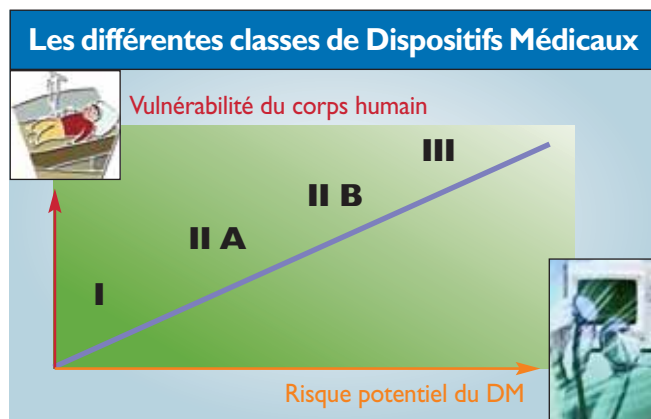 Les différentes classes de Dispositifs Médicaux
Vulnérabilité du corps humain
III
II B
II A
I
Risque potentiel du DM